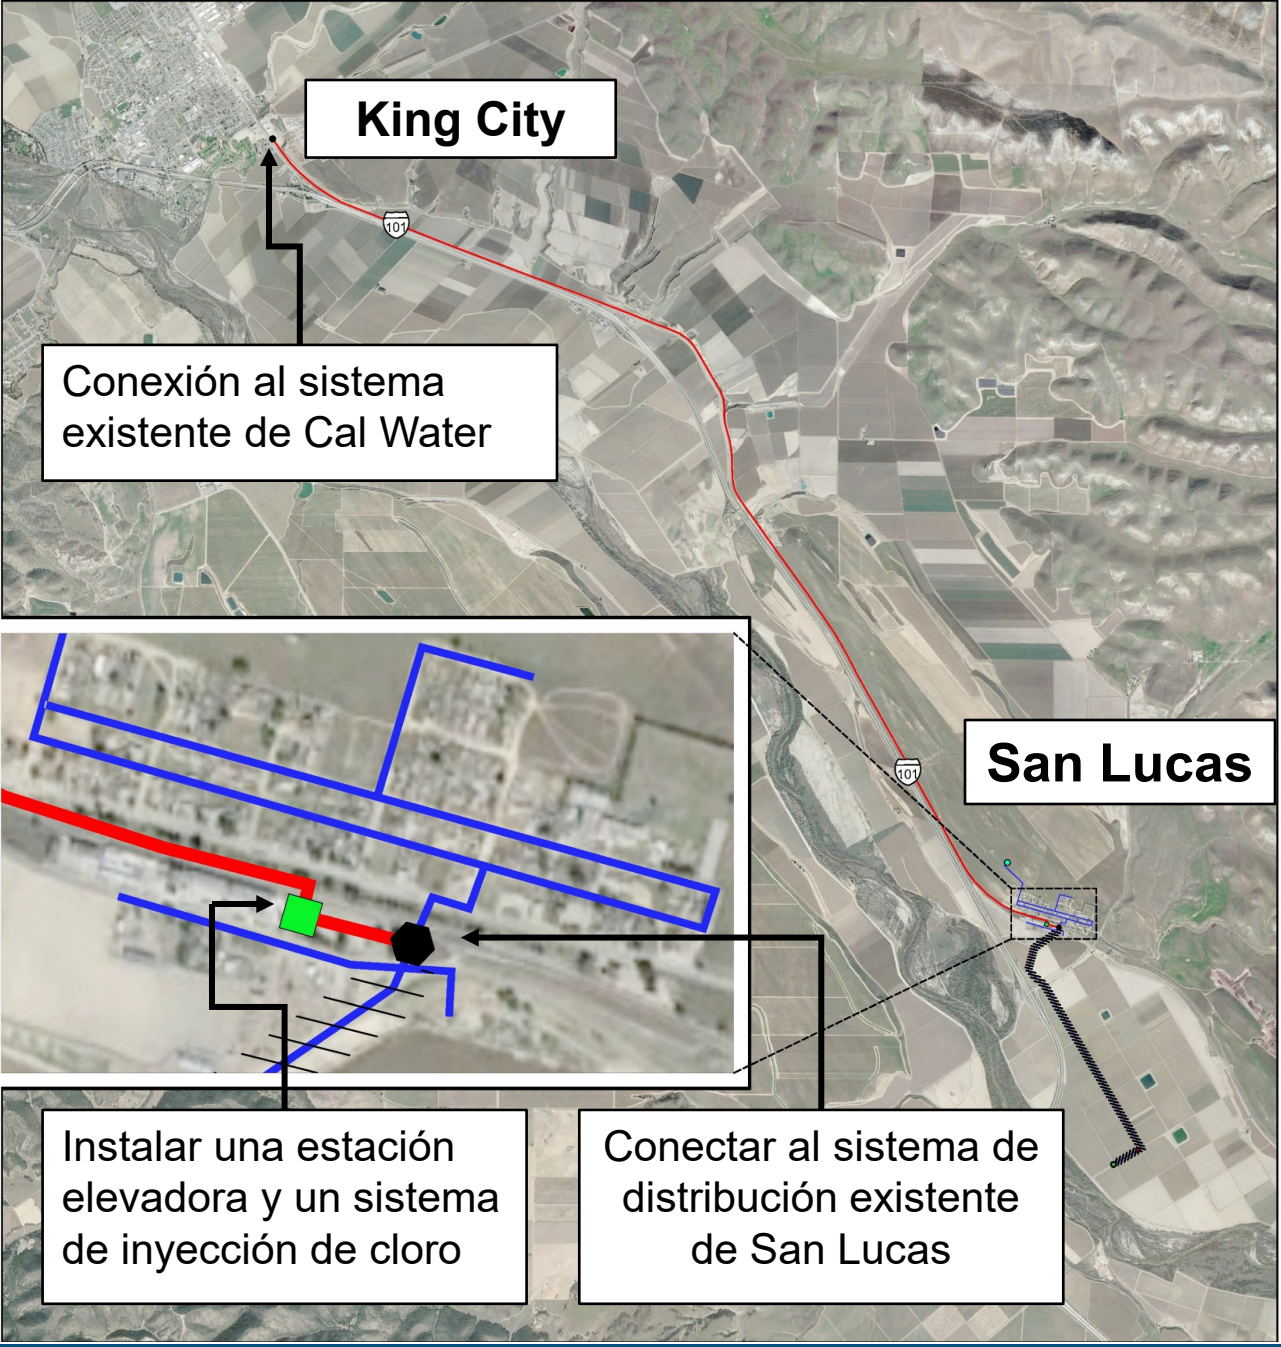 King City
101
Conexión al sistema
existente de Cal Water
San Lucas
101
Instalar una estación
elevadora y un sistema
de inyección de cloro
Conectar al sistema de
distribución existente
de San Lucas